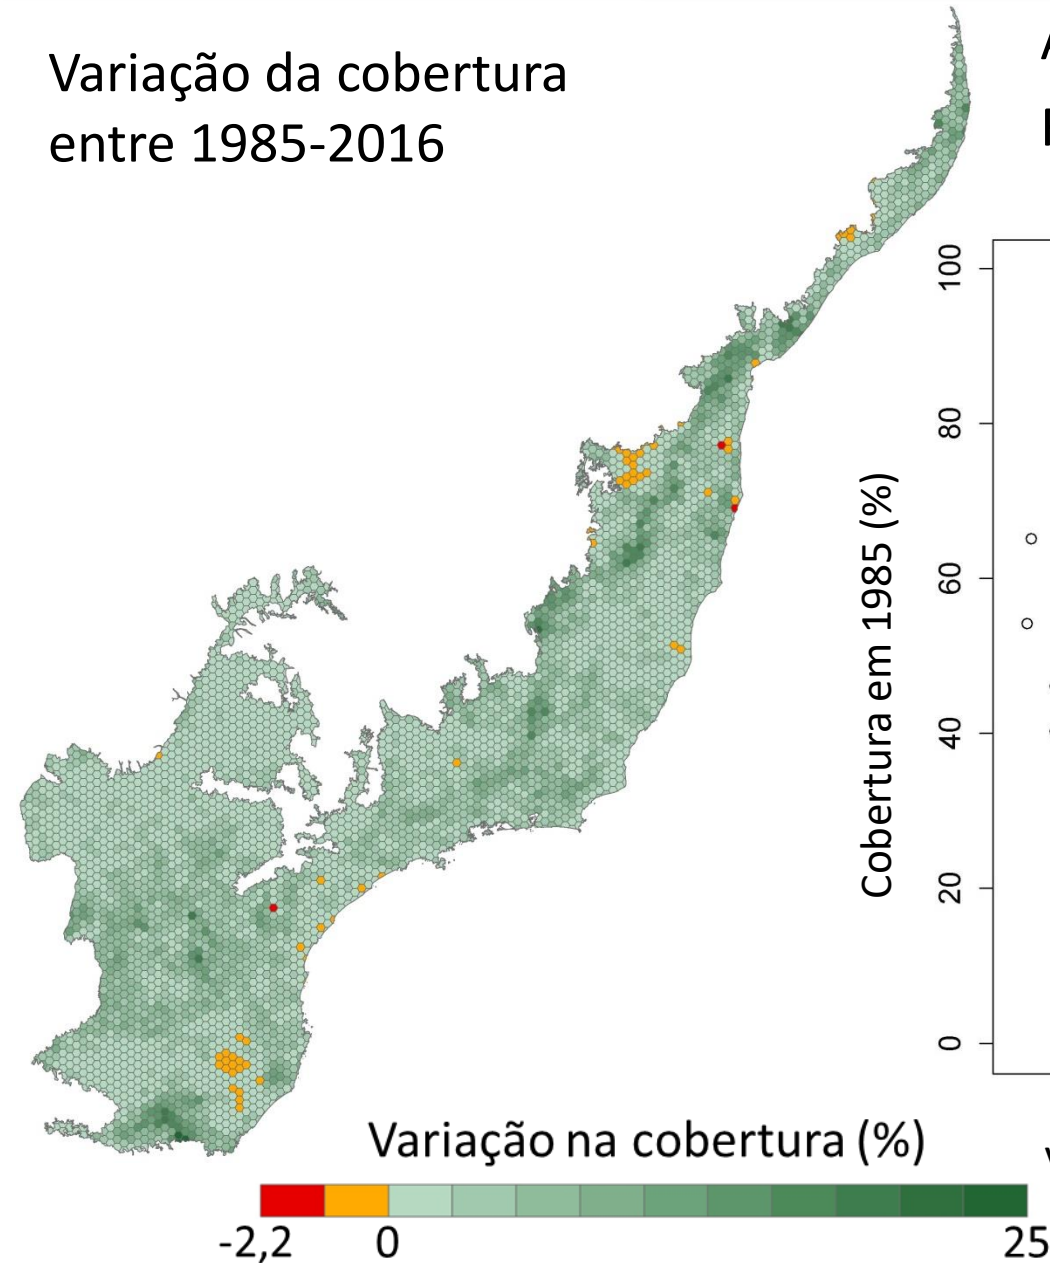 Variação da cobertura
entre 1985-2016
100
80
60
40
20
0
Cobertura em 1985 (%)
Variação na cobertura (%)
-2,2
0
25